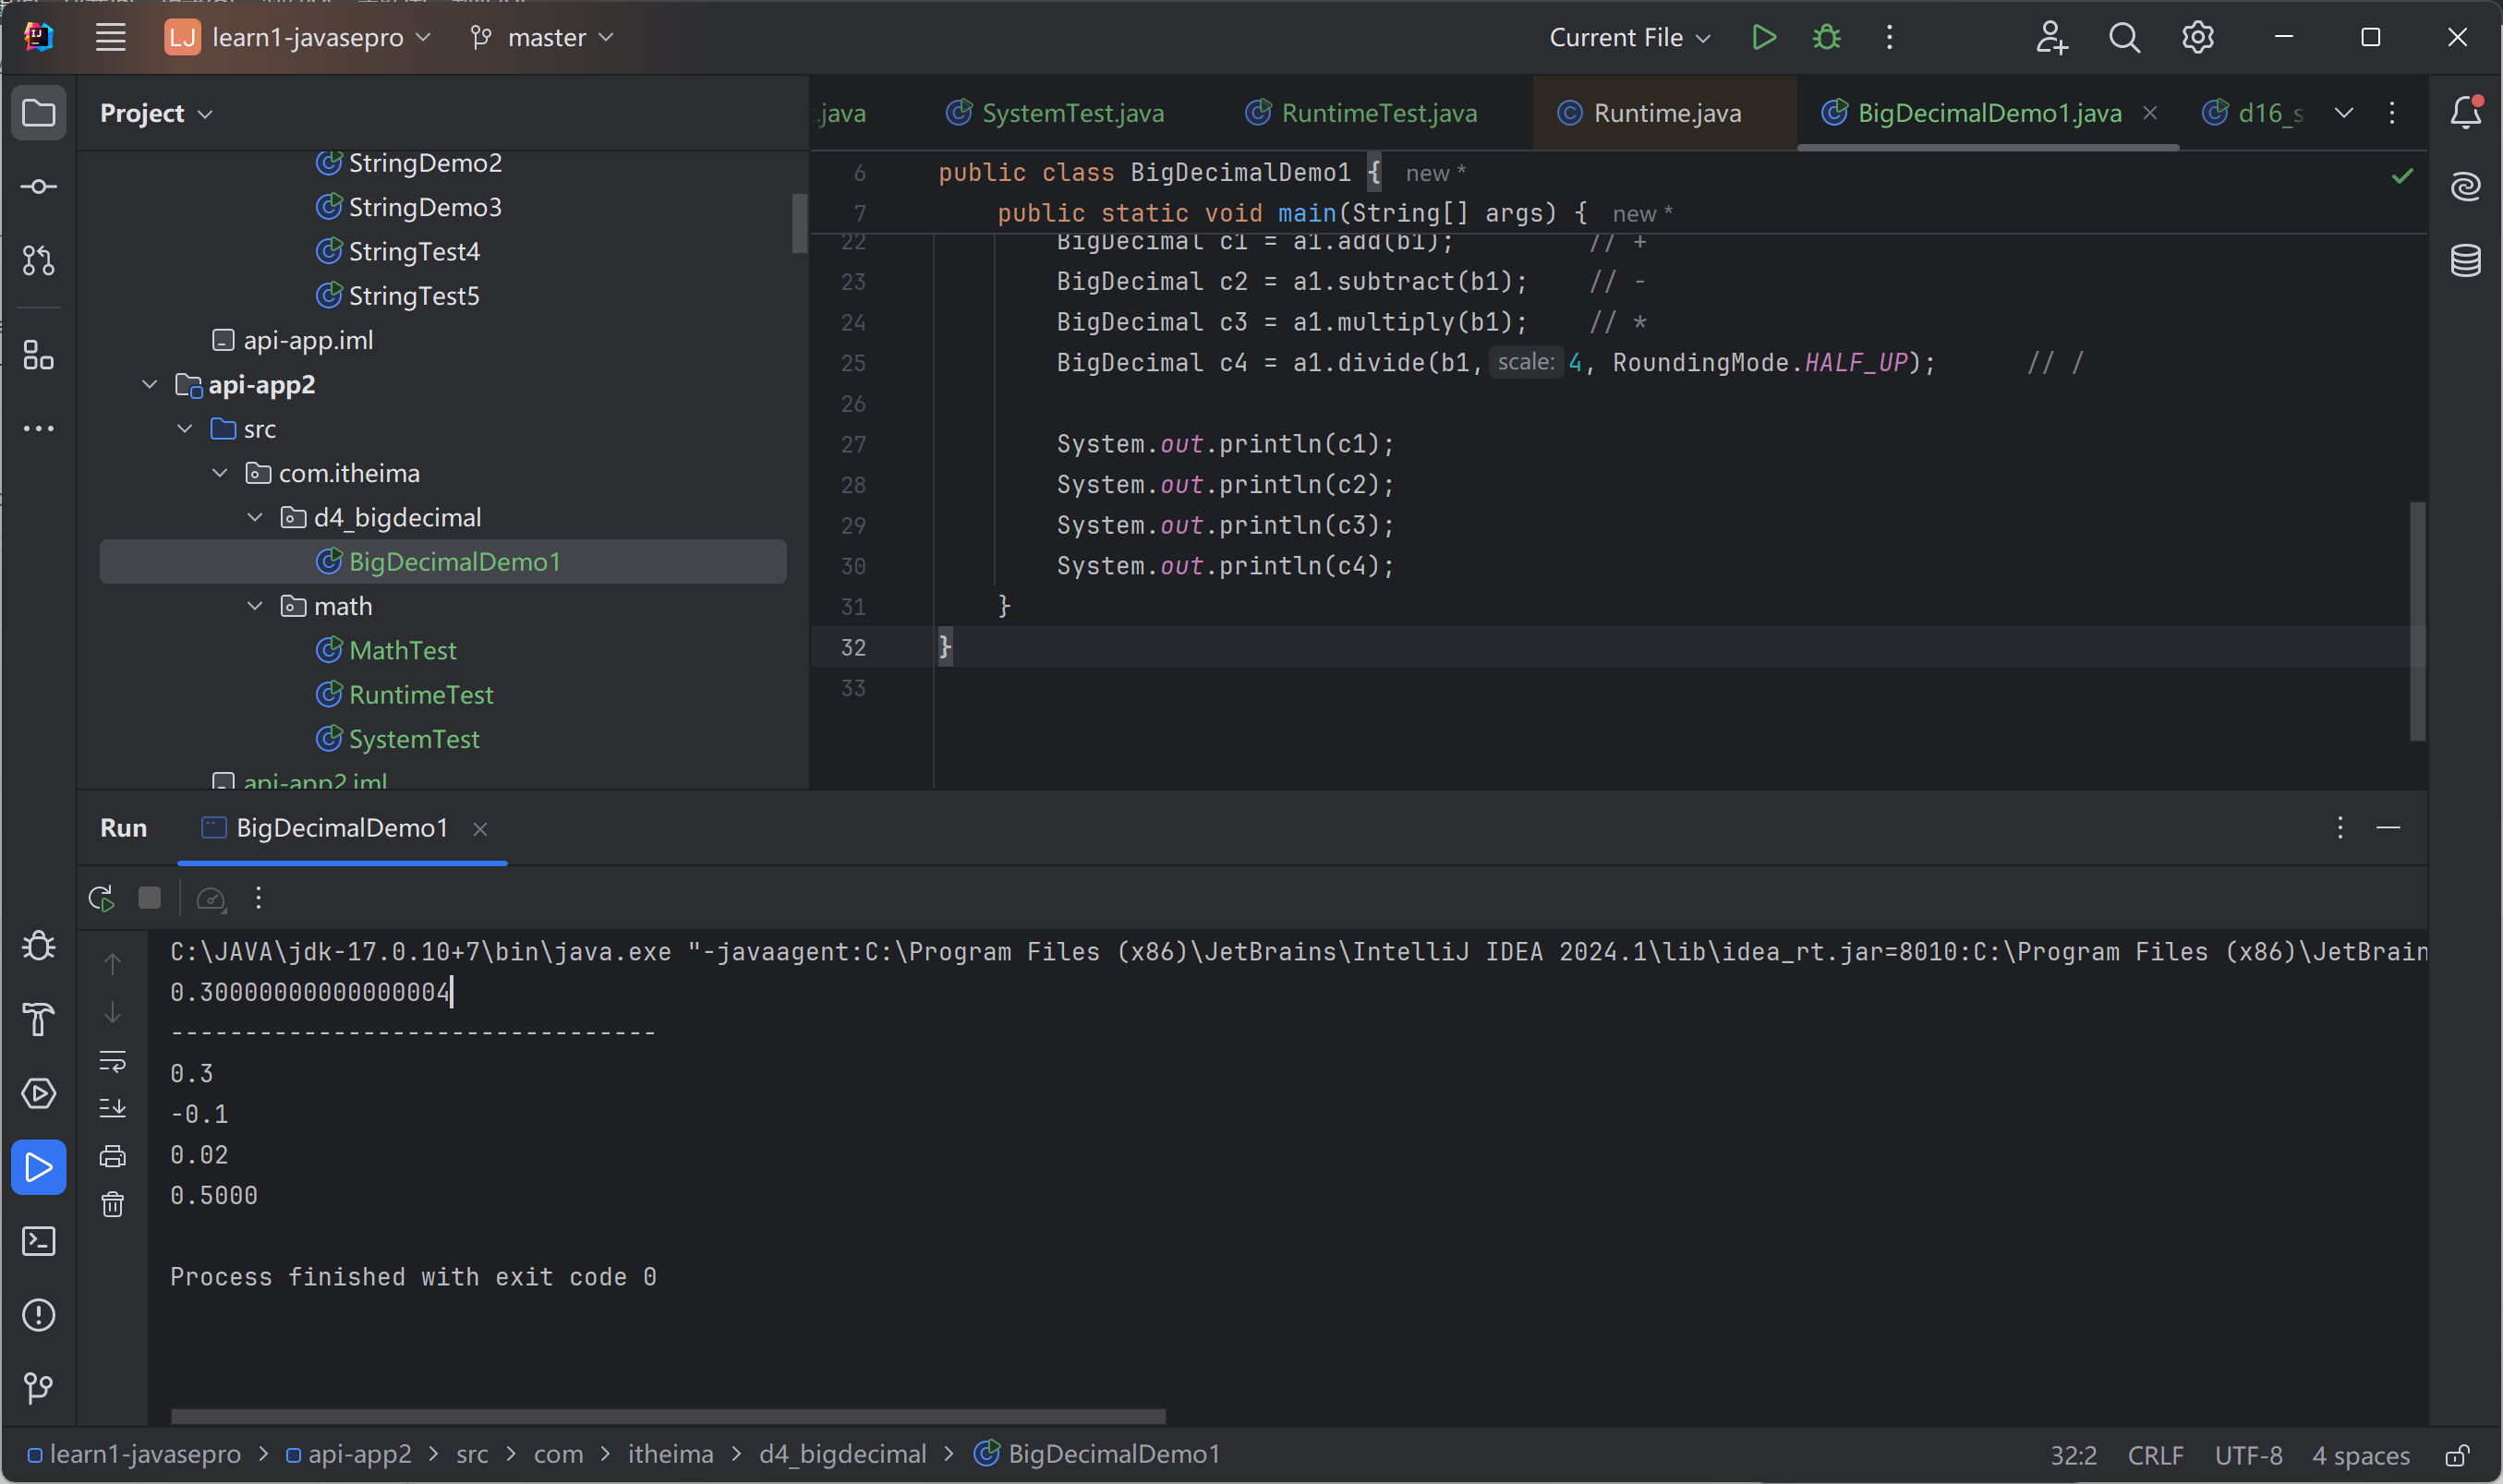 LJ learn1-javasepro master Current File
Project
StringDemo2
StringDemo3
StringTest4
StringTest5
api-app.iml
api-app2
src
com.itheima
d4_bigdecimal
BigDecimalDemo1
math
MathTest
RuntimeTest
SystemTest
api-app2.iml
.java SystemTest.java RuntimeTest.java Runtime.java BigDecimalDemo1.java d16_s
6 public class BigDecimalDemo1 { new *
7 public static void main(String[] args) { new *
22 BigDecimal c1 = a1.add(b1); // +
23 BigDecimal c2 = a1.subtract(b1); // -
24 BigDecimal c3 = a1.multiply(b1); // *
25 BigDecimal c4 = a1.divide(b1, scale: 4, RoundingMode.HALF_UP); // /
26
27 System.out.println(c1);
28 System.out.println(c2);
29 System.out.println(c3);
30 System.out.println(c4);
31 }
32 }
33
Run BigDecimalDemo1
C:\JAVA\jdk-17.0.10+7\bin\java.exe "-javaagent:C:\Program Files (x86)\JetBrains\IntelliJ IDEA 2024.1\lib\idea_rt.jar=8010:C:\Program Files (x86)\JetBrain
0.30000000000000004
---------------------------------
0.3
-0.1
0.02
0.5000
Process finished with exit code 0
learn1-javasepro > api-app2 > src > com > itheima > d4_bigdecimal > BigDecimalDemo1 32:2 CRLF UTF-8 4 spaces